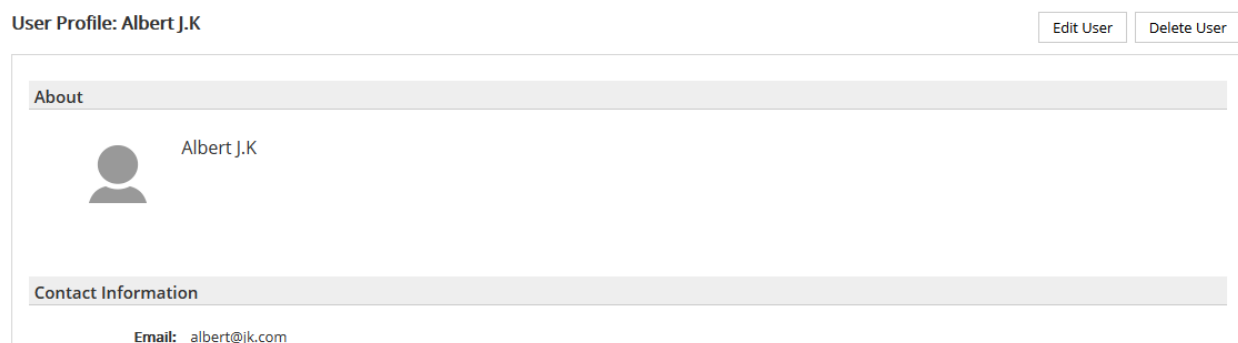 User Profile: Albert J.K
Edit User
Delete User
About
Albert J.K
Contact Information
Email: albert@jk.com